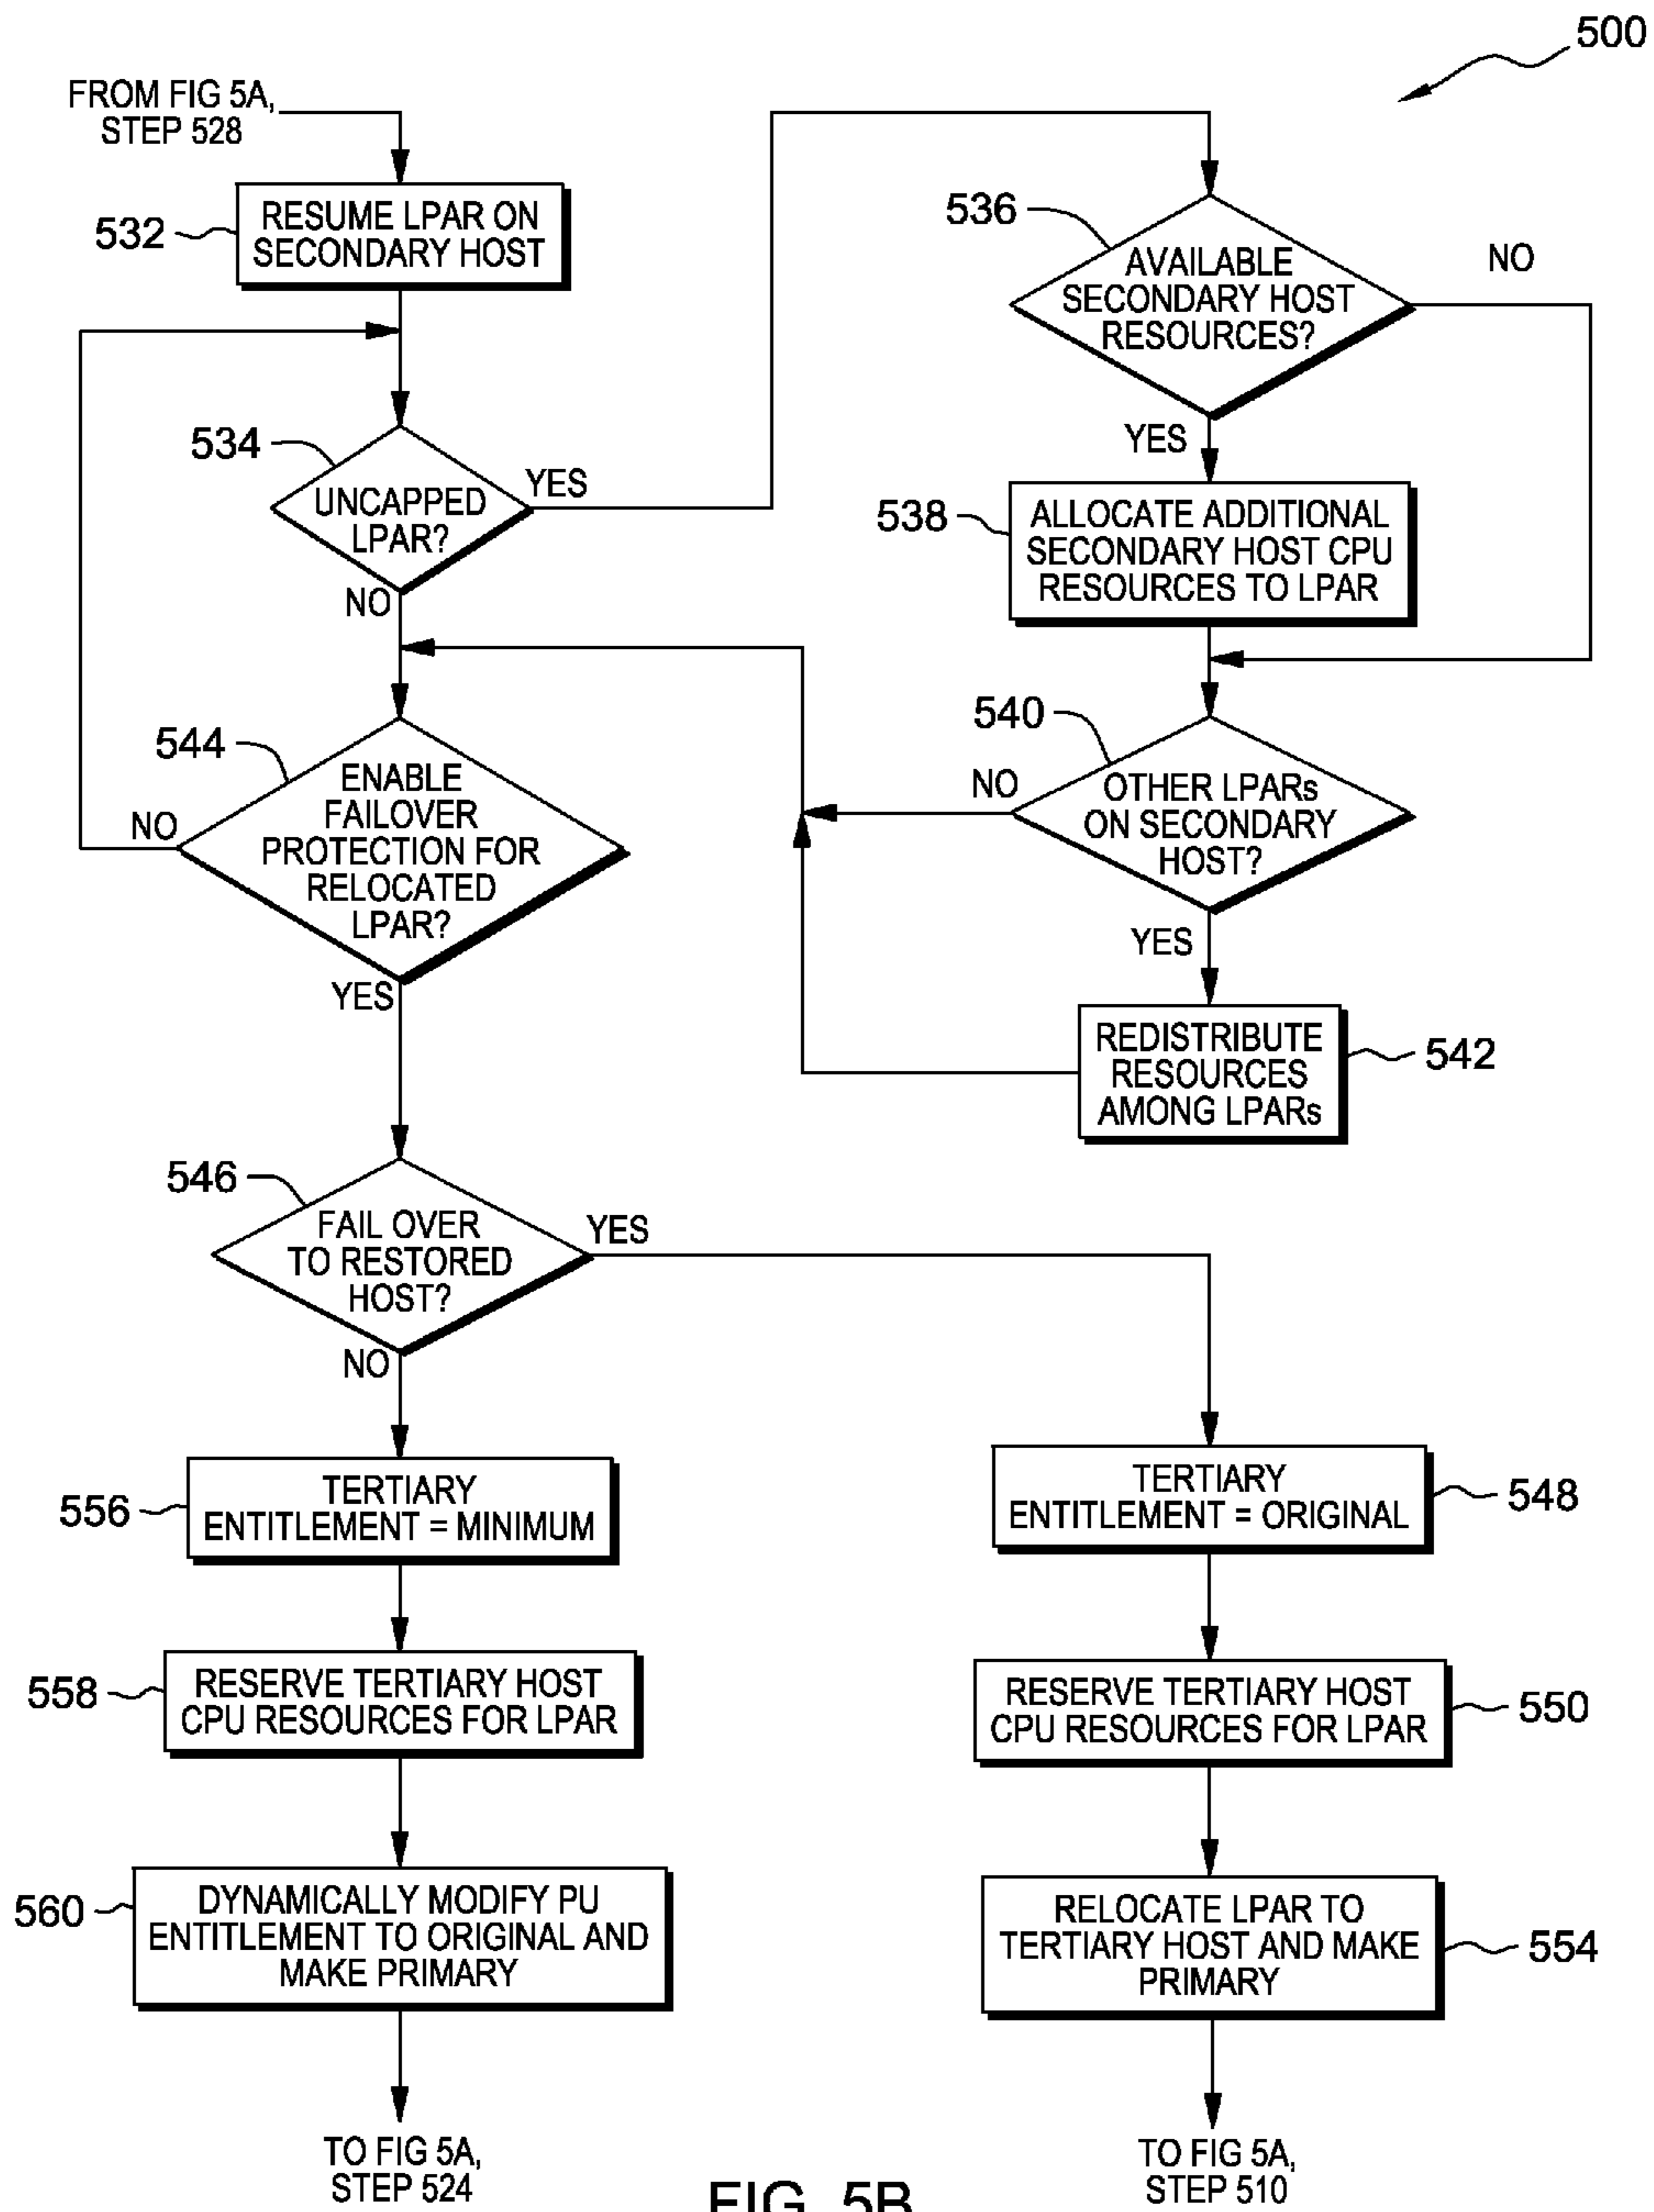 500
FROM FIG 5A,
STEP 528
532
RESUME LPAR ON
SECONDARY HOST
534
UNCAPPED
LPAR?
YES
NO
536
AVAILABLE
SECONDARY HOST
RESOURCES?
NO
YES
538
ALLOCATE ADDITIONAL
SECONDARY HOST CPU
RESOURCES TO LPAR
540
OTHER LPARs
ON SECONDARY
HOST?
NO
YES
REDISTRIBUTE
RESOURCES
AMONG LPARs
542
544
ENABLE
FAILOVER
PROTECTION FOR
RELOCATED
LPAR?
NO
YES
546
FAIL OVER
TO RESTORED
HOST?
YES
NO
556
TERTIARY
ENTITLEMENT = MINIMUM
558
RESERVE TERTIARY HOST
CPU RESOURCES FOR LPAR
560
DYNAMICALLY MODIFY PU
ENTITLEMENT TO ORIGINAL AND
MAKE PRIMARY
TO FIG 5A,
STEP 524
TERTIARY
ENTITLEMENT = ORIGINAL
548
RESERVE TERTIARY HOST
CPU RESOURCES FOR LPAR
550
RELOCATE LPAR TO
TERTIARY HOST AND MAKE
PRIMARY
554
TO FIG 5A,
STEP 510
FIG. 5B